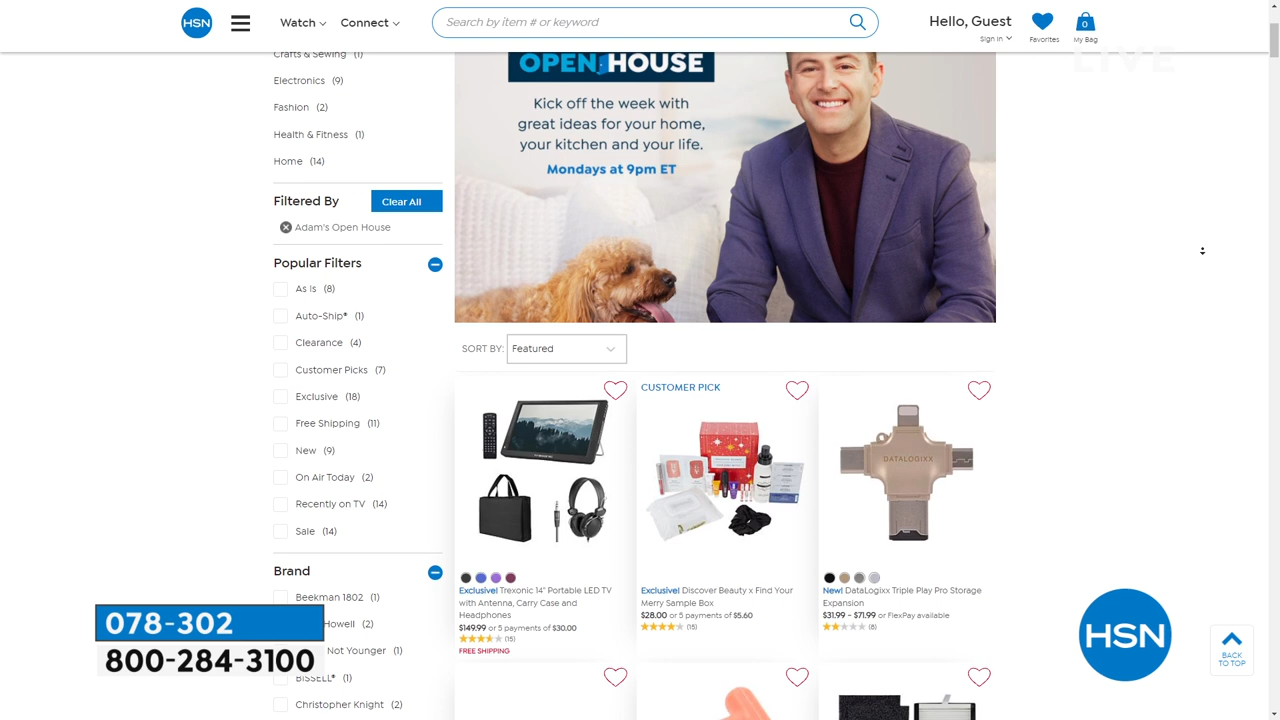 HSN
Watch
Connect
Search by item # or keyword
Hello, Guest
Sign In
Favorites
0
My Bag
LIVE
Crafts & Sewing (1)
Electronics (9)
Fashion (2)
Health & Fitness (1)
Home (14)
Filtered By
Clear All
Adam's Open House
Popular Filters
As Is (8)
Auto-Ship® (1)
Clearance (4)
Customer Picks (7)
Exclusive (18)
Free Shipping (11)
New (9)
On Air Today (2)
Recently on TV (14)
Sale (14)
Brand
Beekman 1802 (1)
Howell (2)
Not Younger (1)
BISSELL® (1)
Christopher Knight (2)
OPEN HOUSE
Kick off the week with
great ideas for your home,
your kitchen and your life.
Mondays at 9pm ET
SORT BY: Featured
Exclusive! Trexonic 14" Portable LED TV
with Antenna, Carry Case and
Headphones
$149.99 or 5 payments of $30.00
(15)
FREE SHIPPING
CUSTOMER PICK
Exclusive! Discover Beauty x Find Your
Merry Sample Box
$28.00 or 5 payments of $5.60
(15)
DATALOGIXX
New! DataLogixx Triple Play Pro Storage
Expansion
$31.99 - $71.99 or FlexPay available
(8)
078-302
800-284-3100
HSN
BACK
TO TOP